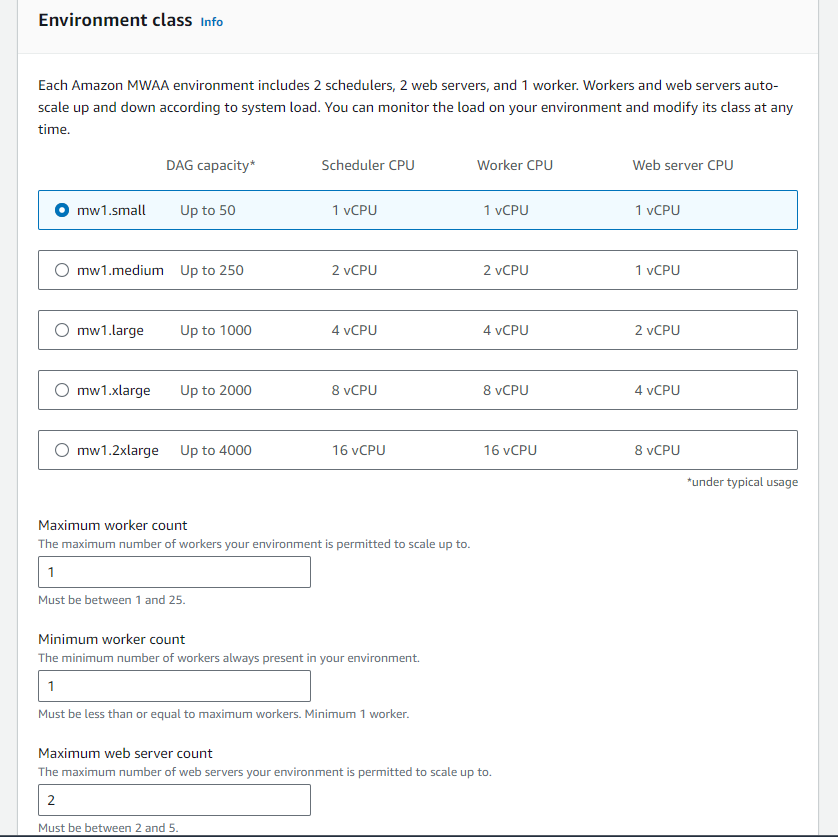 Environment class Info
Each Amazon MWAA environment includes 2 schedulers, 2 web servers, and 1 worker. Workers and web servers auto-
scale up and down according to system load. You can monitor the load on your environment and modify its class at any
time.
DAG capacity* Scheduler CPU Worker CPU Web server CPU
mw1.small Up to 50 1 vCPU 1 vCPU 1 vCPU
mw1.medium Up to 250 2 vCPU 2 vCPU 1 vCPU
mw1.large Up to 1000 4 vCPU 4 vCPU 2 vCPU
mw1.xlarge Up to 2000 8 vCPU 8 vCPU 4 vCPU
mw1.2xlarge Up to 4000 16 vCPU 16 vCPU 8 vCPU
*under typical usage
Maximum worker count
The maximum number of workers your environment is permitted to scale up to.
1
Must be between 1 and 25.
Minimum worker count
The minimum number of workers always present in your environment.
1
Must be less than or equal to maximum workers. Minimum 1 worker.
Maximum web server count
The maximum number of web servers your environment is permitted to scale up to.
2
Must be between 2 and 5.